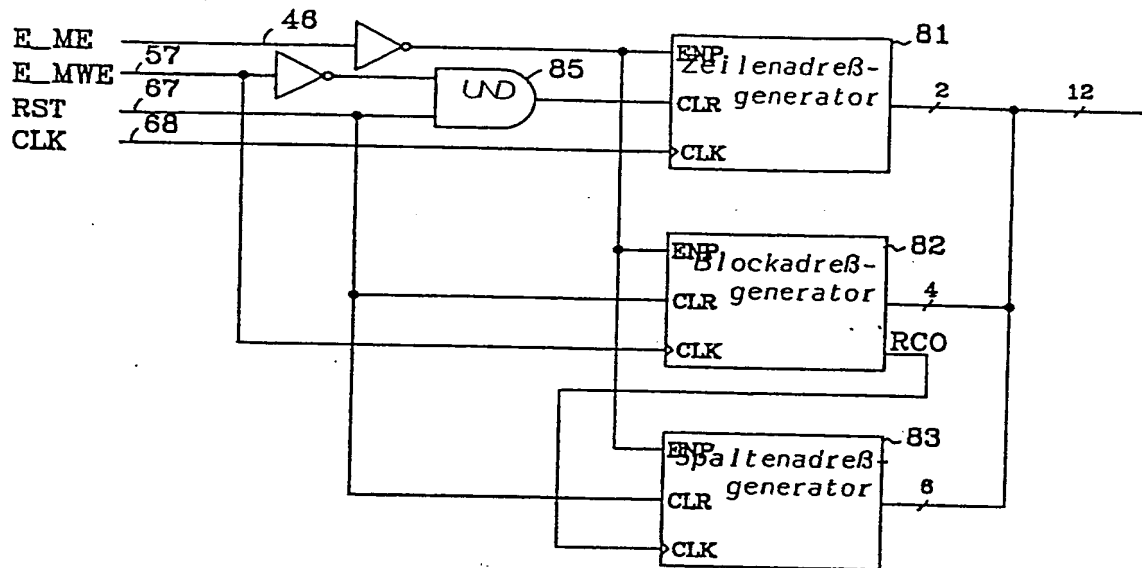 E_ME
46
E_MWE
57
RST
67
CLK
68
UND
85
81
ENP
Zeilenadreß-
generator
CLR
CLK
2
12
82
ENP
Blockadreß-
generator
CLR
CLK
4
RCO
83
ENP
Spaltenadreß-
generator
CLR
CLK
6